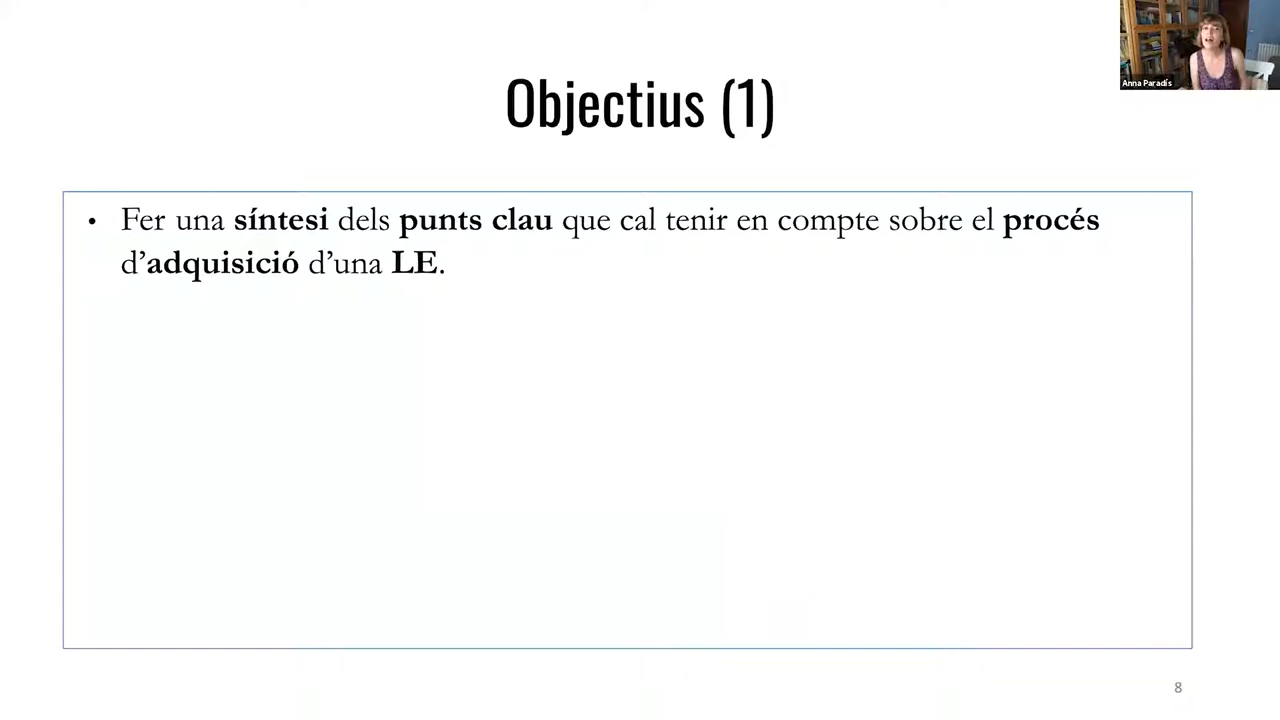 Anna Paradís
Objectius (1)
• Fer una síntesi dels punts clau que cal tenir en compte sobre el procés
d’adquisició d’una LE.
8